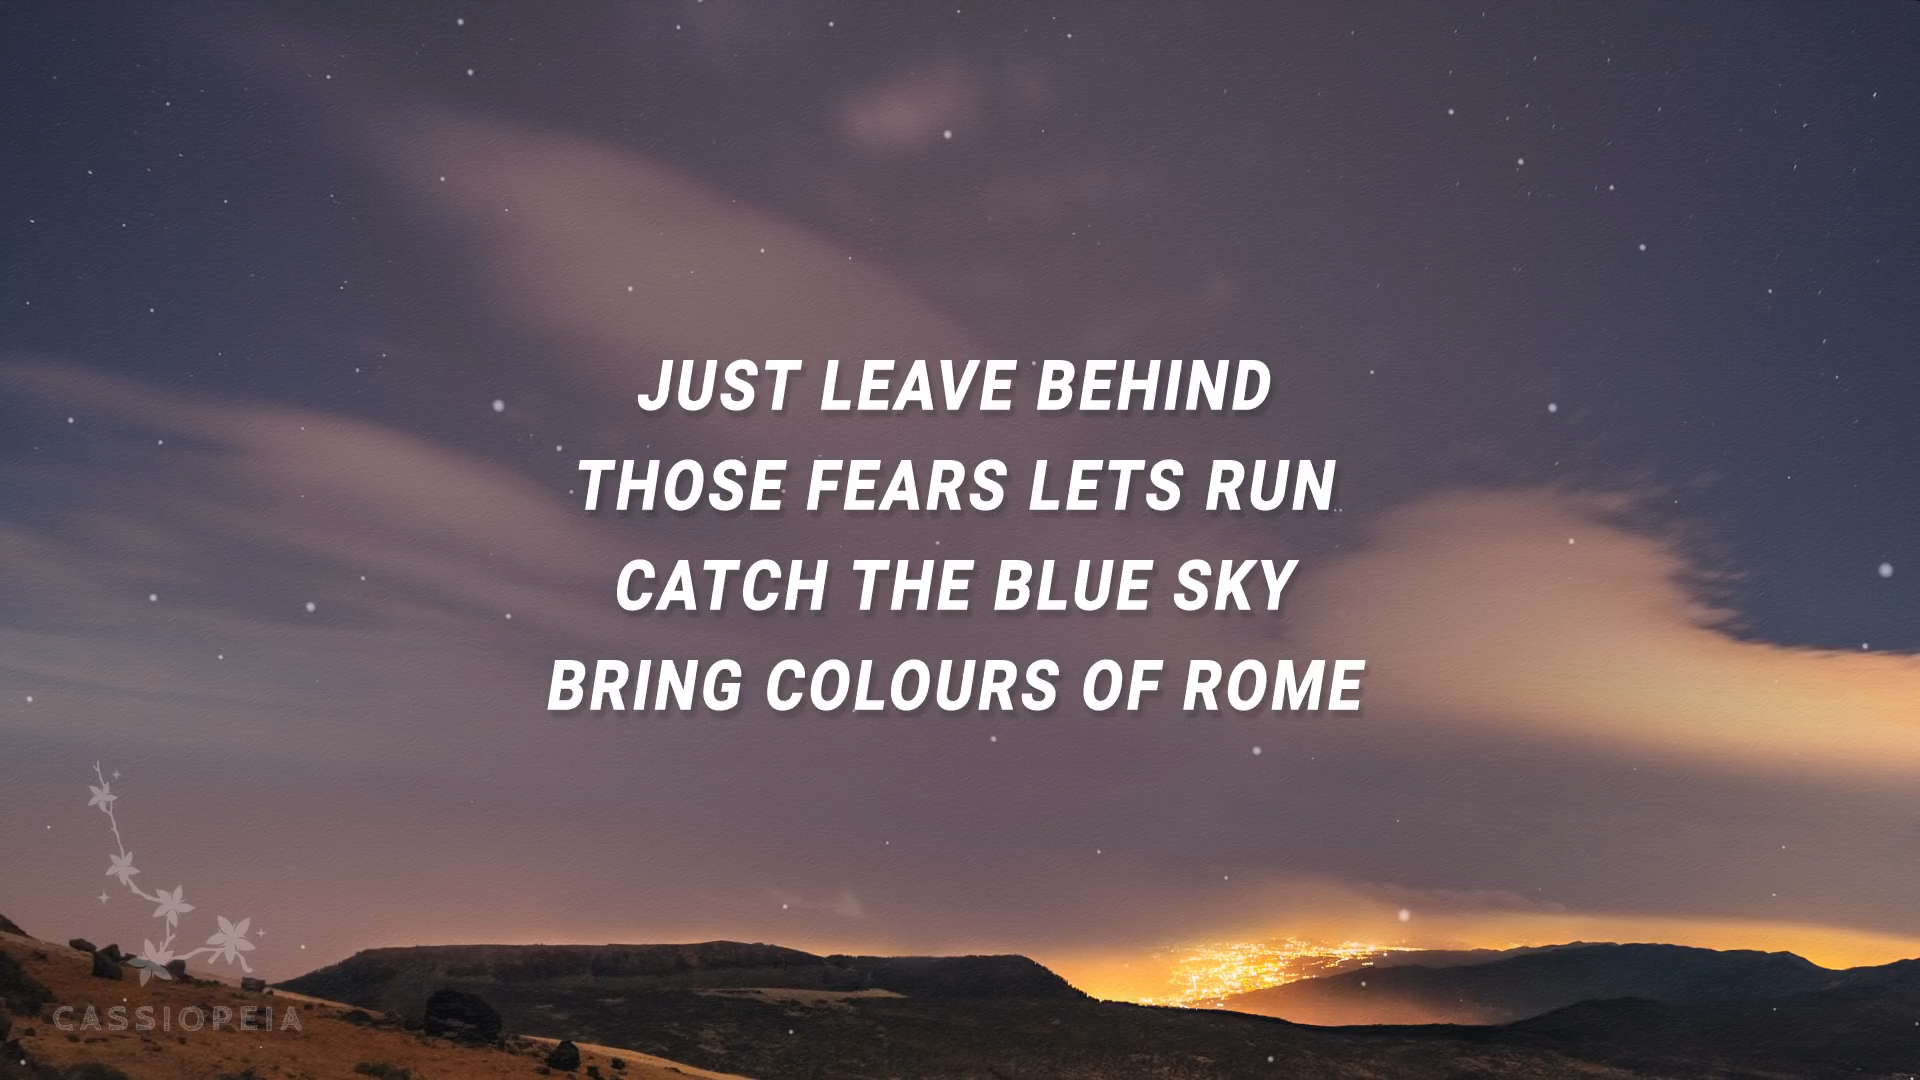 JUST LEAVE BEHIND
THOSE FEARS LETS RUN
CATCH THE BLUE SKY
BRING COLOURS OF ROME
CASSIOPEIA